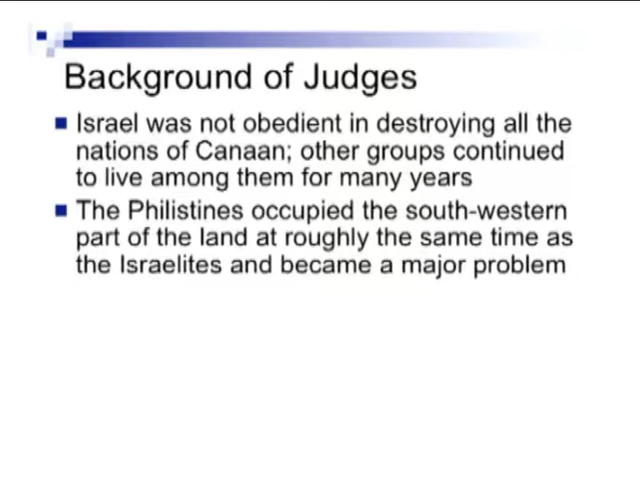 Background of Judges
Israel was not obedient in destroying all the
nations of Canaan; other groups continued
to live among them for many years
The Philistines occupied the south-western
part of the land at roughly the same time as
the Israelites and became a major problem